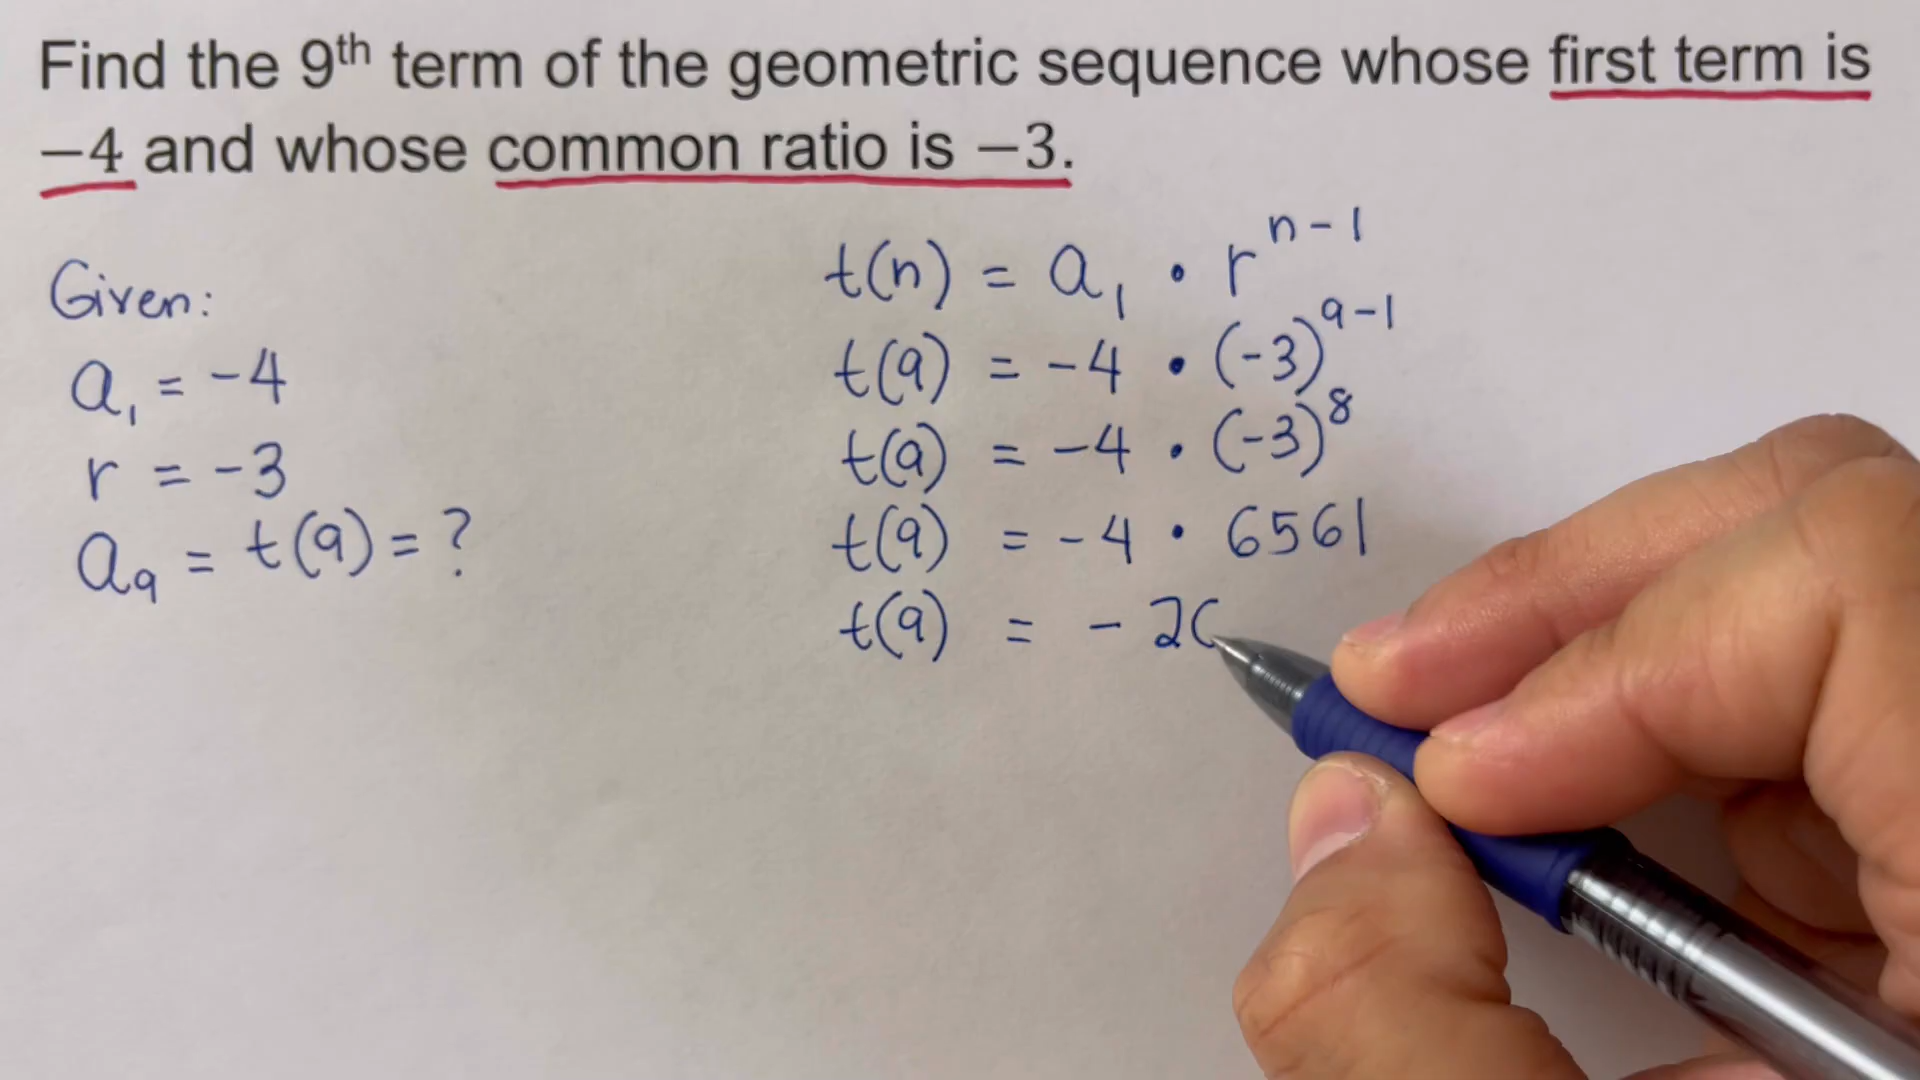 Find the 9th term of the geometric sequence whose first term is
−4 and whose common ratio is −3.
Given:
a₁ = -4
r = -3
a₉ = t(9) = ?
t(n) = a₁ · r^(n-1)
t(9) = -4 · (-3)^(9-1)
t(9) = -4 · (-3)^8
t(9) = -4 · 6561
t(9) = - 2